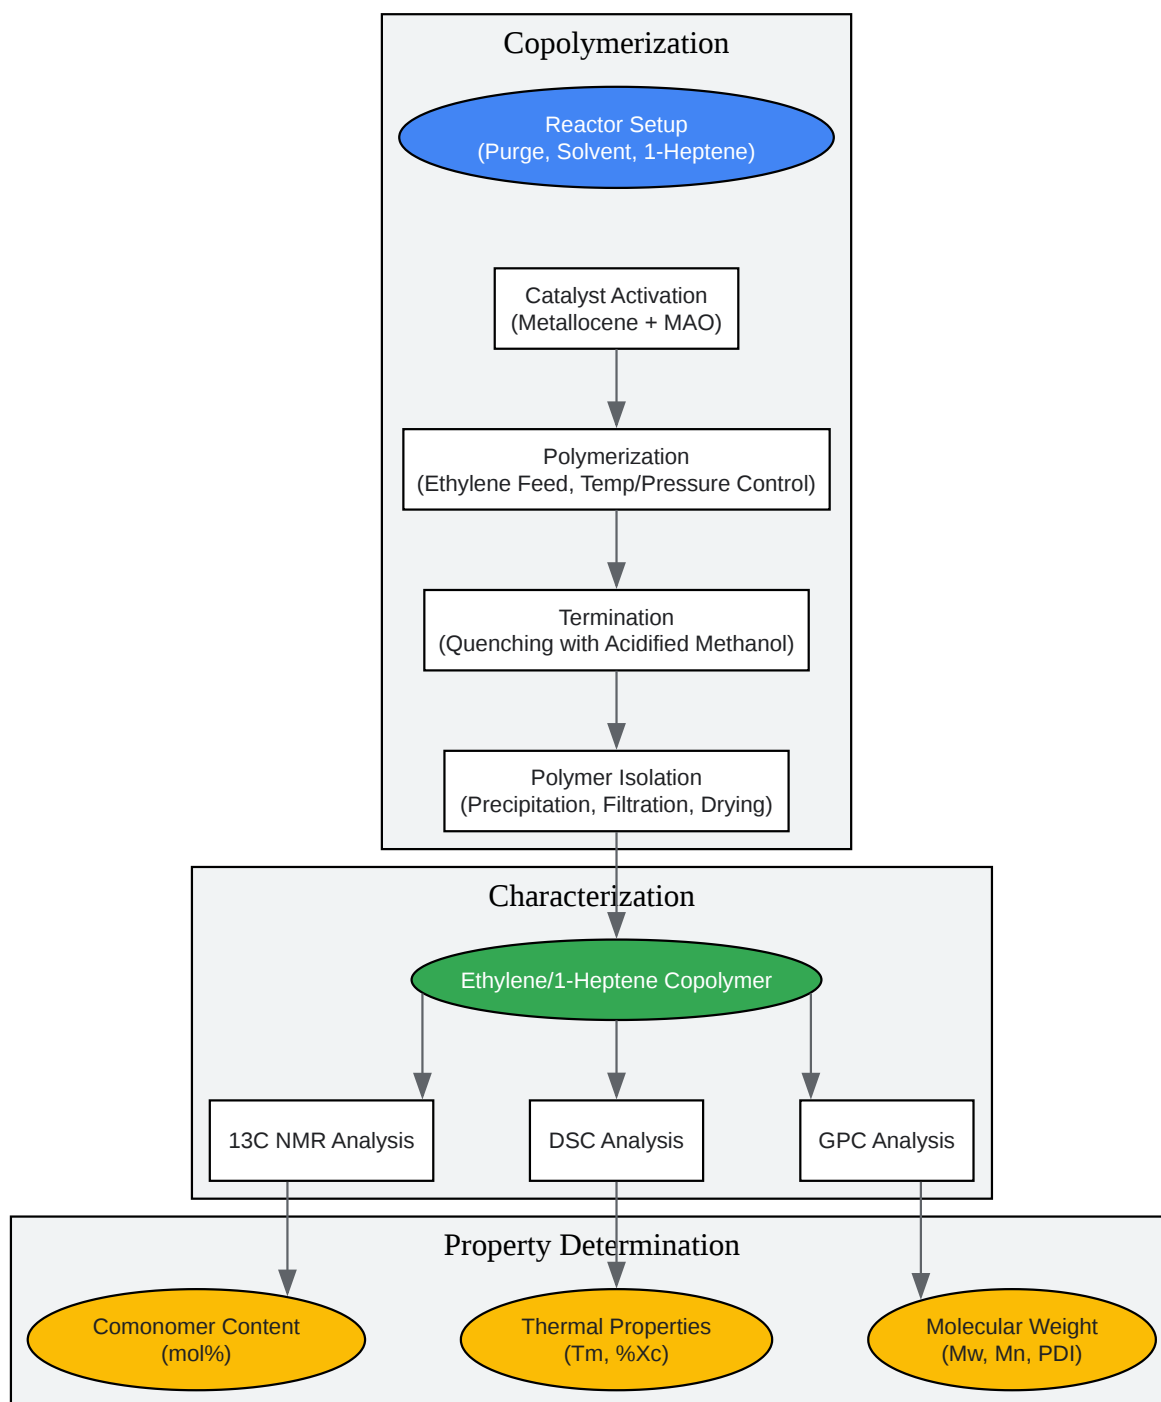 Copolymerization
Reactor Setup
(Purge, Solvent, 1-Heptene)
Catalyst Activation
(Metallocene + MAO)
Polymerization
(Ethylene Feed, Temp/Pressure Control)
Termination
(Quenching with Acidified Methanol)
Polymer Isolation
(Precipitation, Filtration, Drying)
Characterization
Ethylene/1-Heptene Copolymer
13C NMR Analysis
DSC Analysis
GPC Analysis
Property Determination
Comonomer Content
(mol%)
Thermal Properties
(Tm, %Xc)
Molecular Weight
(Mw, Mn, PDI)